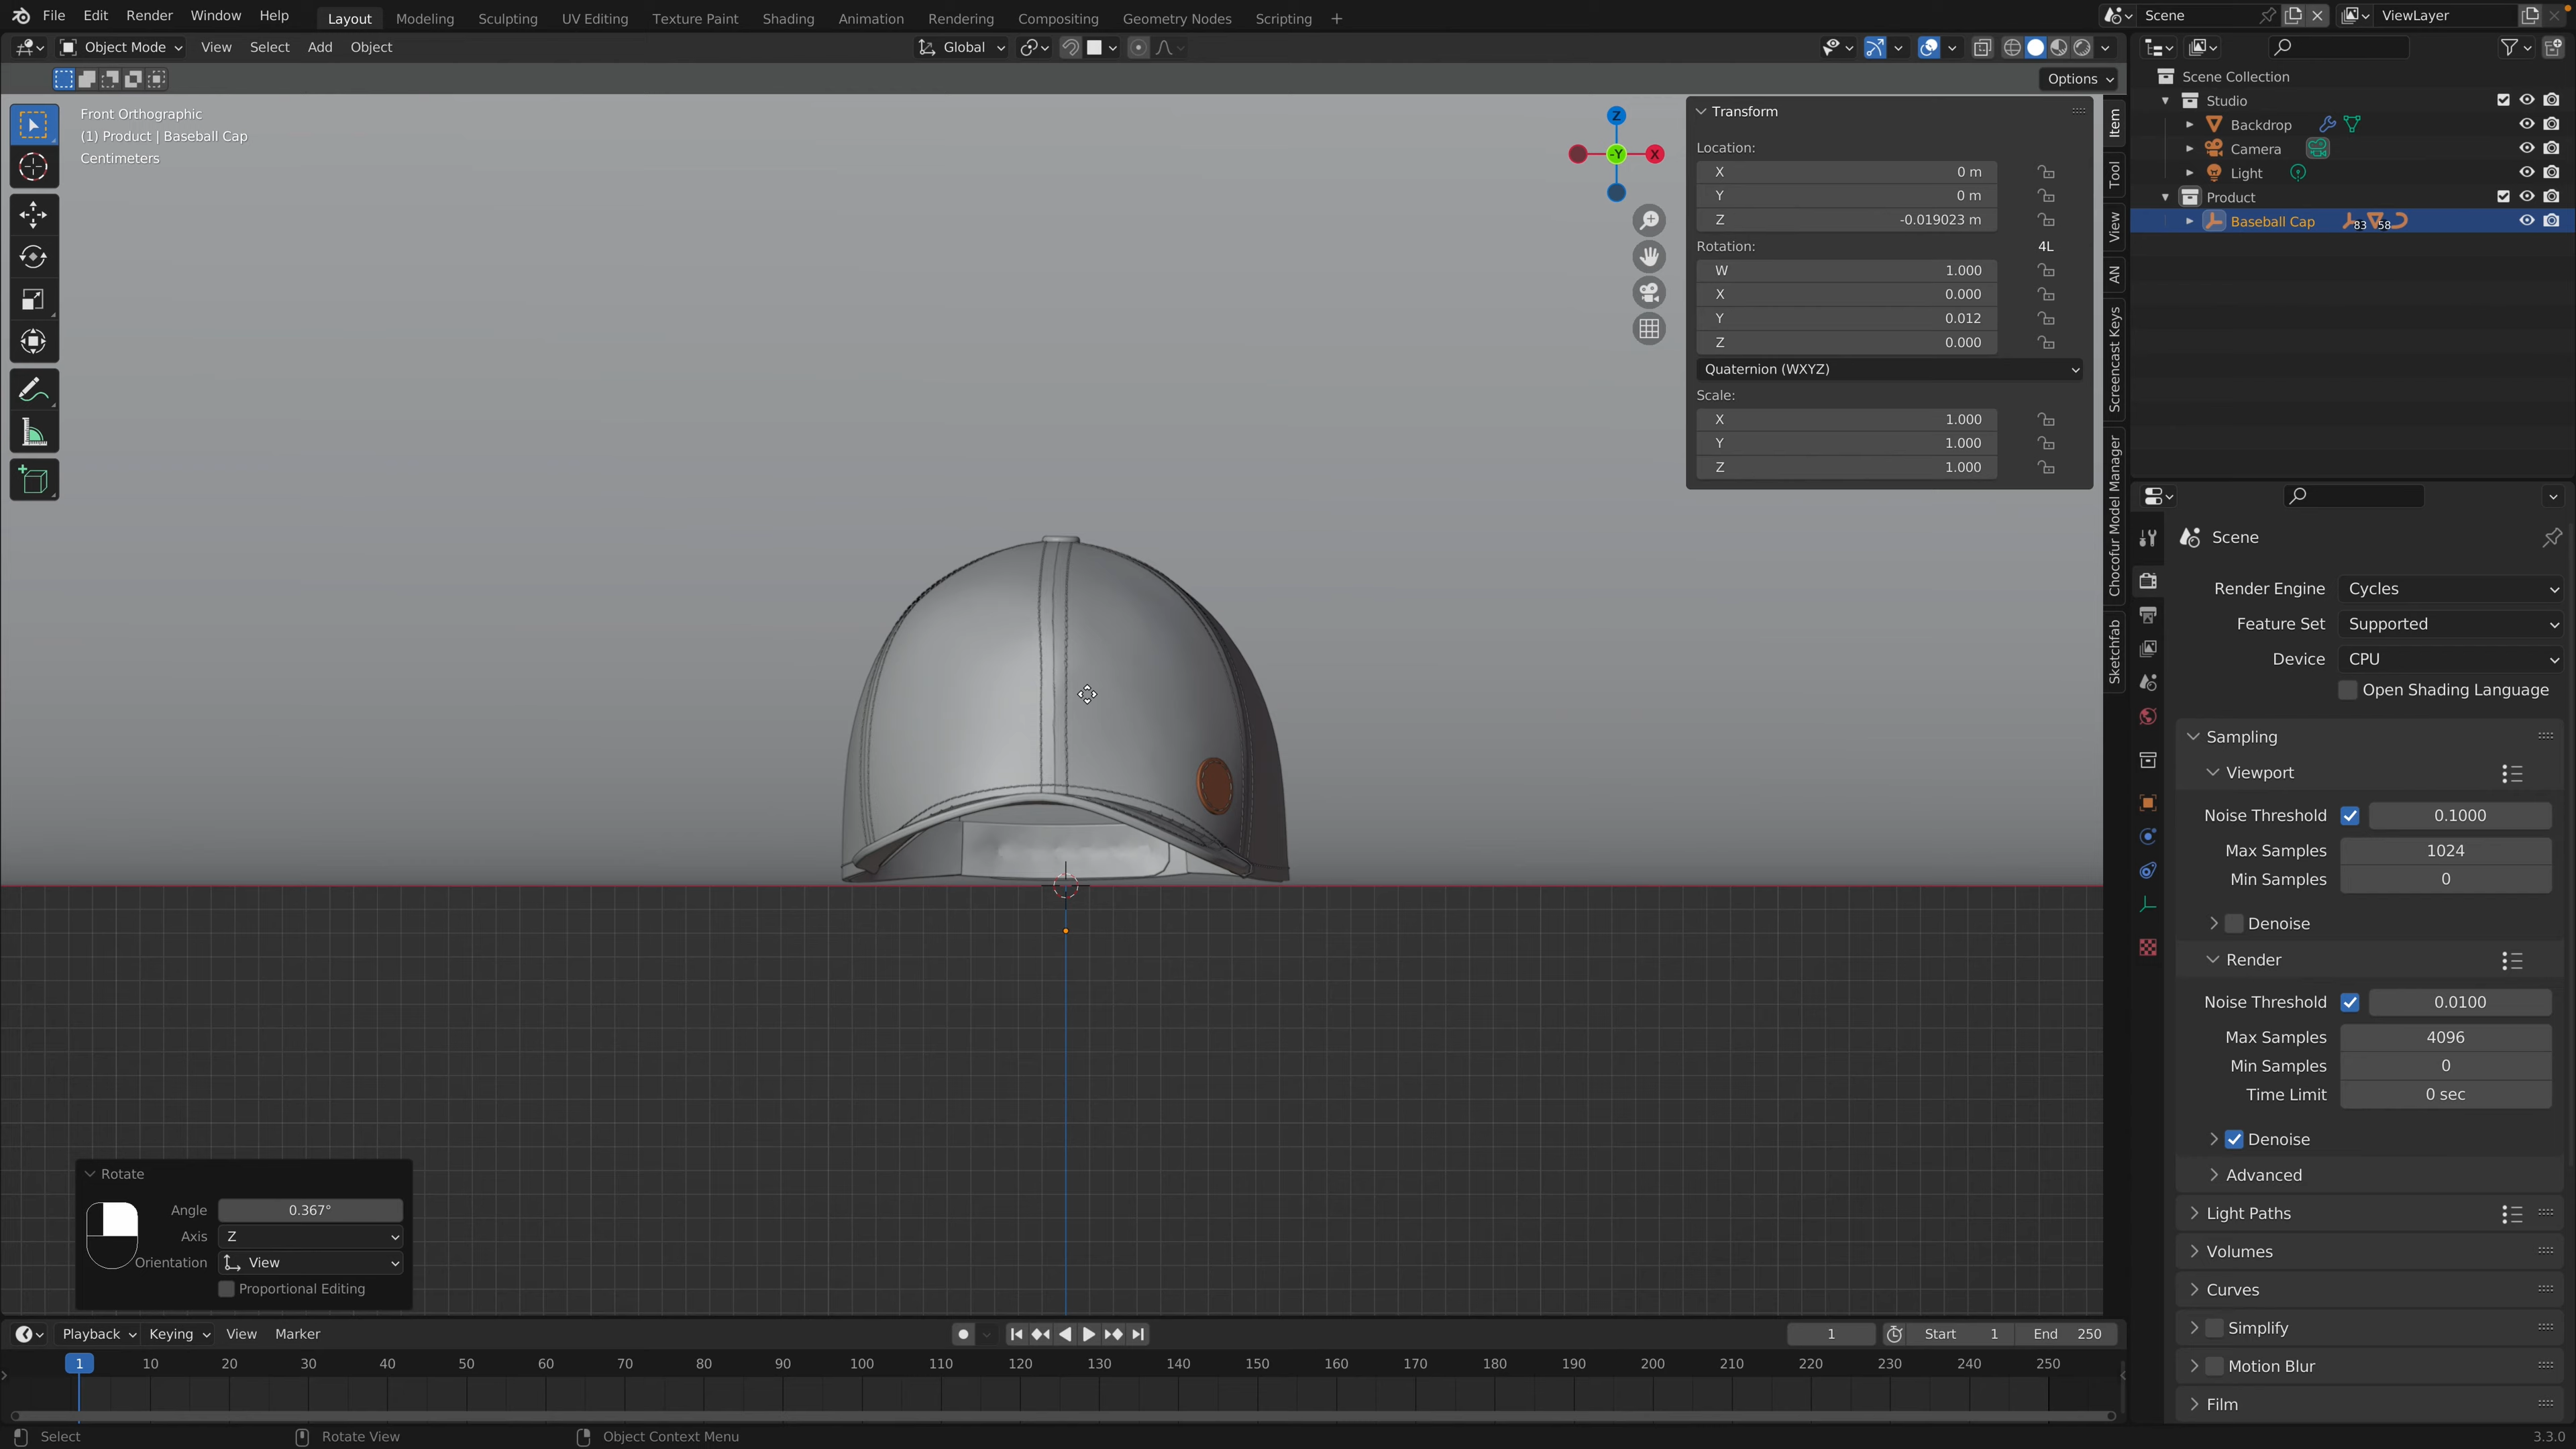 File Edit Render Window Help Layout Modeling Sculpting UV Editing Texture Paint Shading Animation Rendering Compositing Geometry Nodes Scripting + Scene ViewLayer
Object Mode View Select Add Object Global
Options
Front Orthographic
(1) Product | Baseball Cap
Centimeters
Z
-Y
X
Transform
Location:
X 0 m
Y 0 m
Z -0.019023 m
Rotation: 4L
W 1.000
X 0.000
Y 0.012
Z 0.000
Quaternion (WXYZ)
Scale:
X 1.000
Y 1.000
Z 1.000
Item
Tool
View
AN
Screencast Keys
Chocofur Model Manager
Sketchfab
Scene Collection
Studio
Backdrop
Camera
Light
Product
Baseball Cap 83 58
Scene
Render Engine Cycles
Feature Set Supported
Device CPU
Open Shading Language
Sampling
Viewport
Noise Threshold 0.1000
Max Samples 1024
Min Samples 0
Denoise
Render
Noise Threshold 0.0100
Max Samples 4096
Min Samples 0
Time Limit 0 sec
Denoise
Advanced
Light Paths
Volumes
Curves
Simplify
Motion Blur
Film
Rotate
Angle 0.367°
Axis Z
Orientation View
Proportional Editing
Playback Keying View Marker 1 Start 1 End 250
1 10 20 30 40 50 60 70 80 90 100 110 120 130 140 150 160 170 180 190 200 210 220 230 240 250
Select Rotate View Object Context Menu 3.3.0